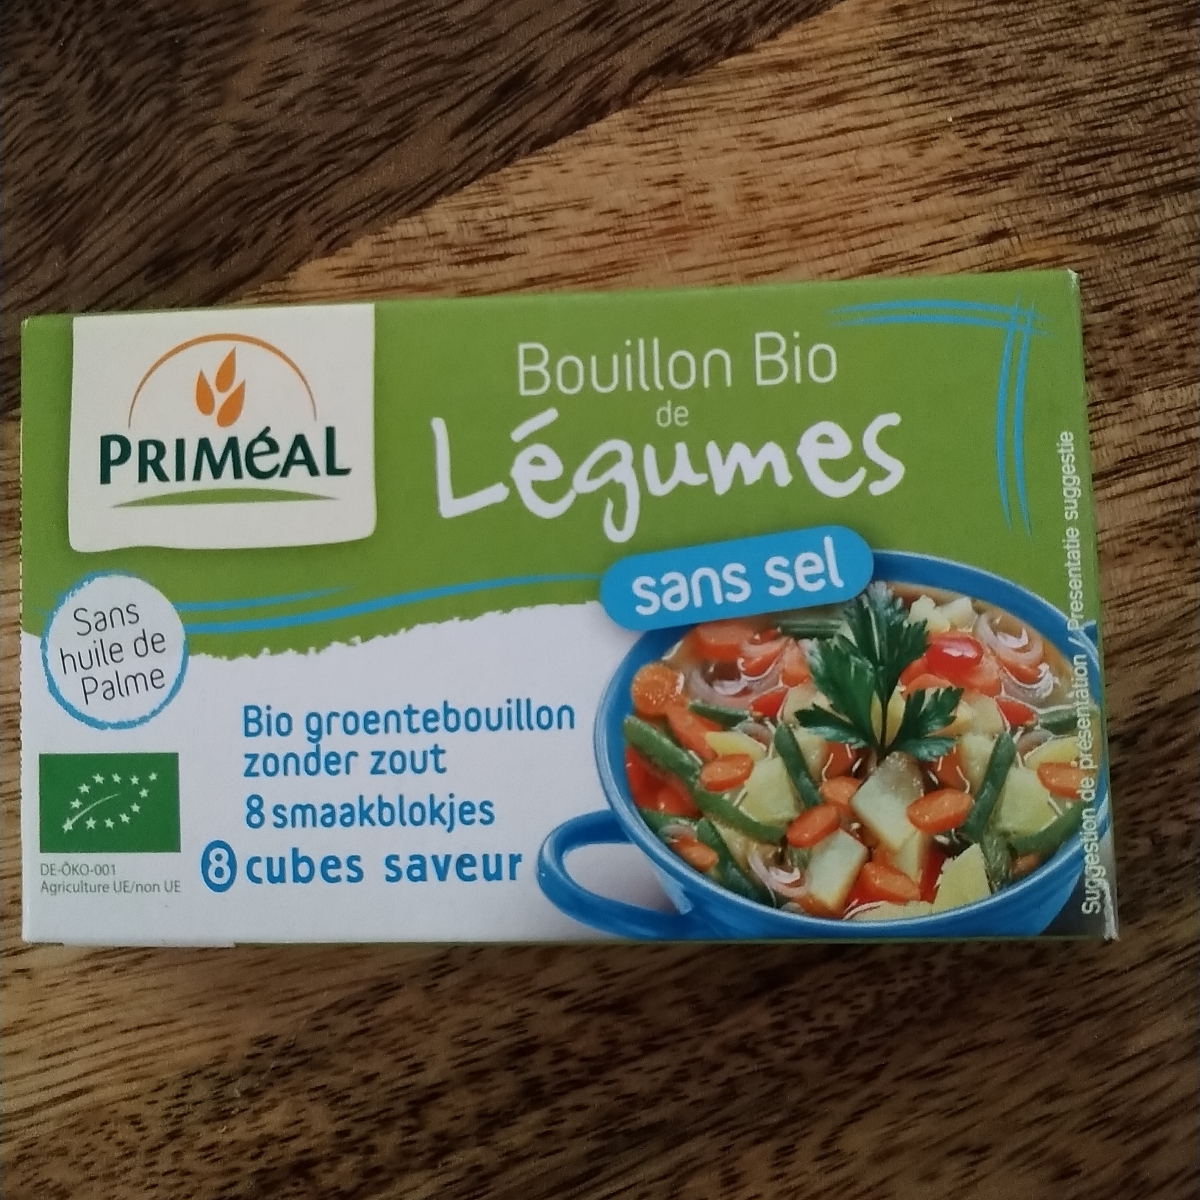 PRIMéAL
Bouillon Bio
de
Légumes
sans sel
Sans
huile de
Palme
Bio groentebouillon
zonder zout
8 smaakblokjes
8 cubes saveur
DE-ÖKO-001
Agriculture UE/non UE
Suggestion de présentation / Presentatie suggestie